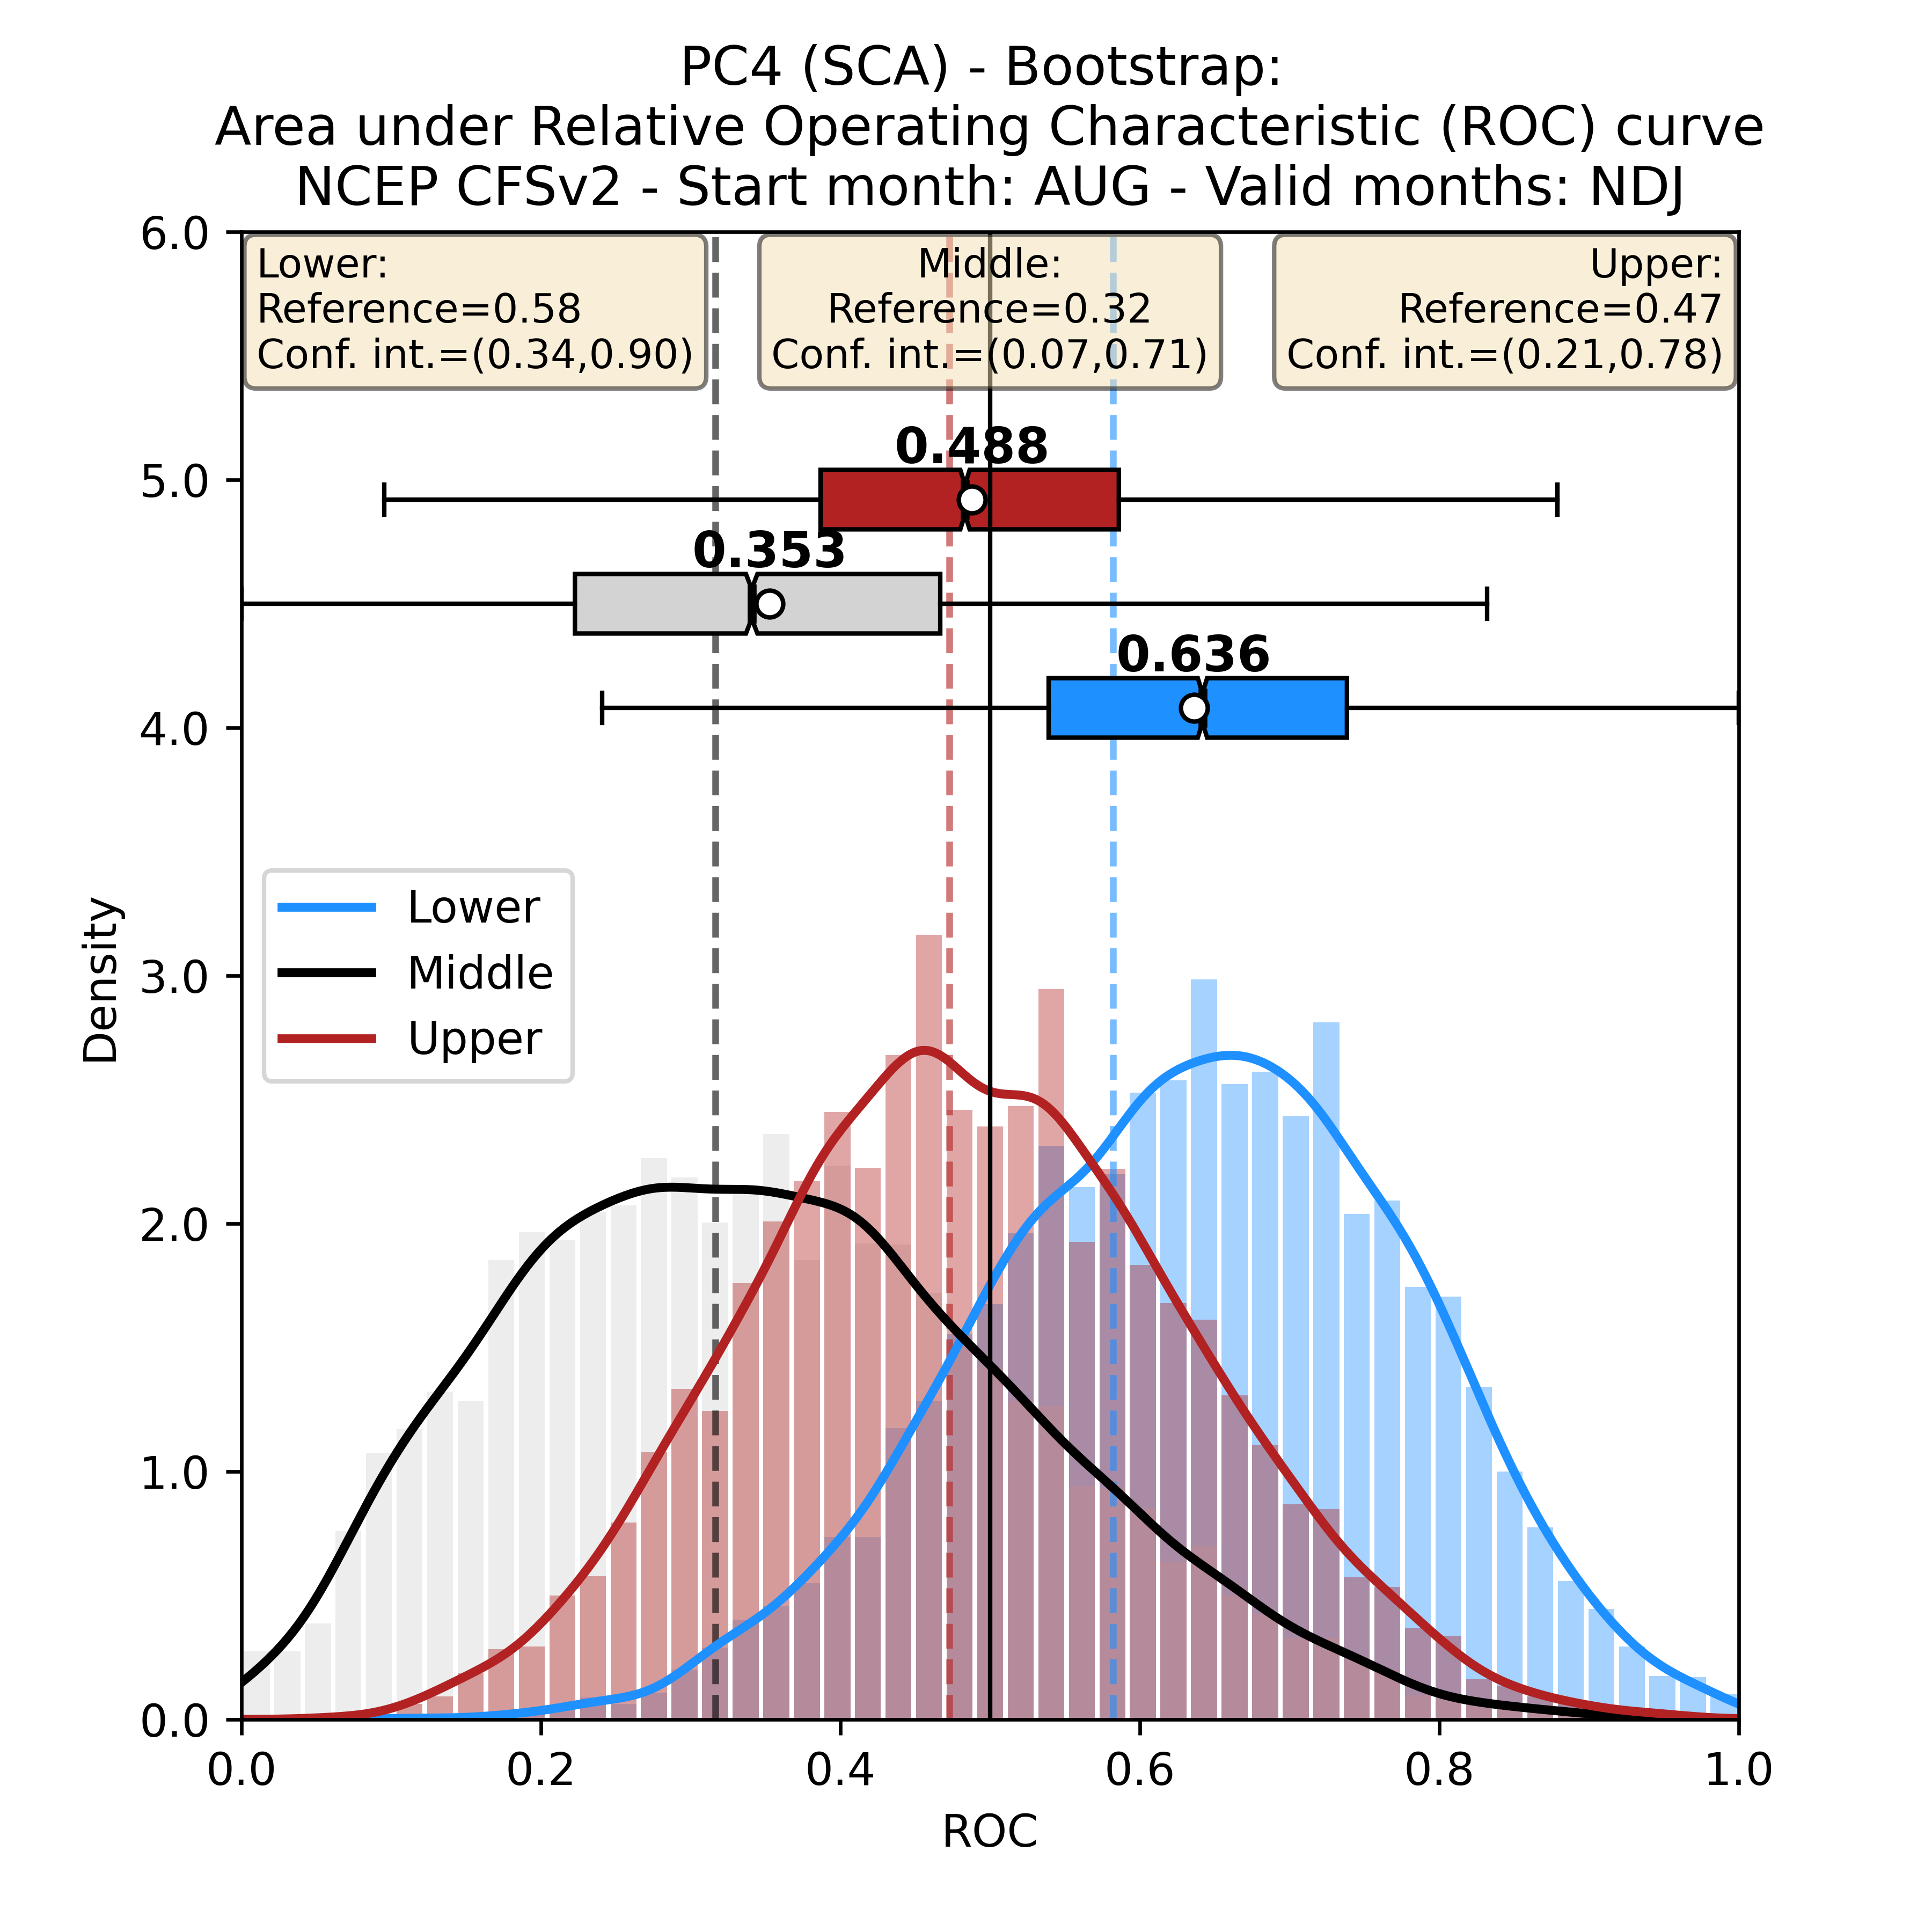 PC4 (SCA) - Bootstrap:
Area under Relative Operating Characteristic (ROC) curve
NCEP CFSv2 - Start month: AUG - Valid months: NDJ
Lower:
Reference=0.58
Conf. int.=(0.34,0.90)
Middle:
Reference=0.32
Conf. int.=(0.07,0.71)
Upper:
Reference=0.47
Conf. int.=(0.21,0.78)
0.488
0.353
0.636
6.0
5.0
4.0
3.0
2.0
1.0
0.0
Density
Lower
Middle
Upper
0.0
0.2
0.4
0.6
0.8
1.0
ROC